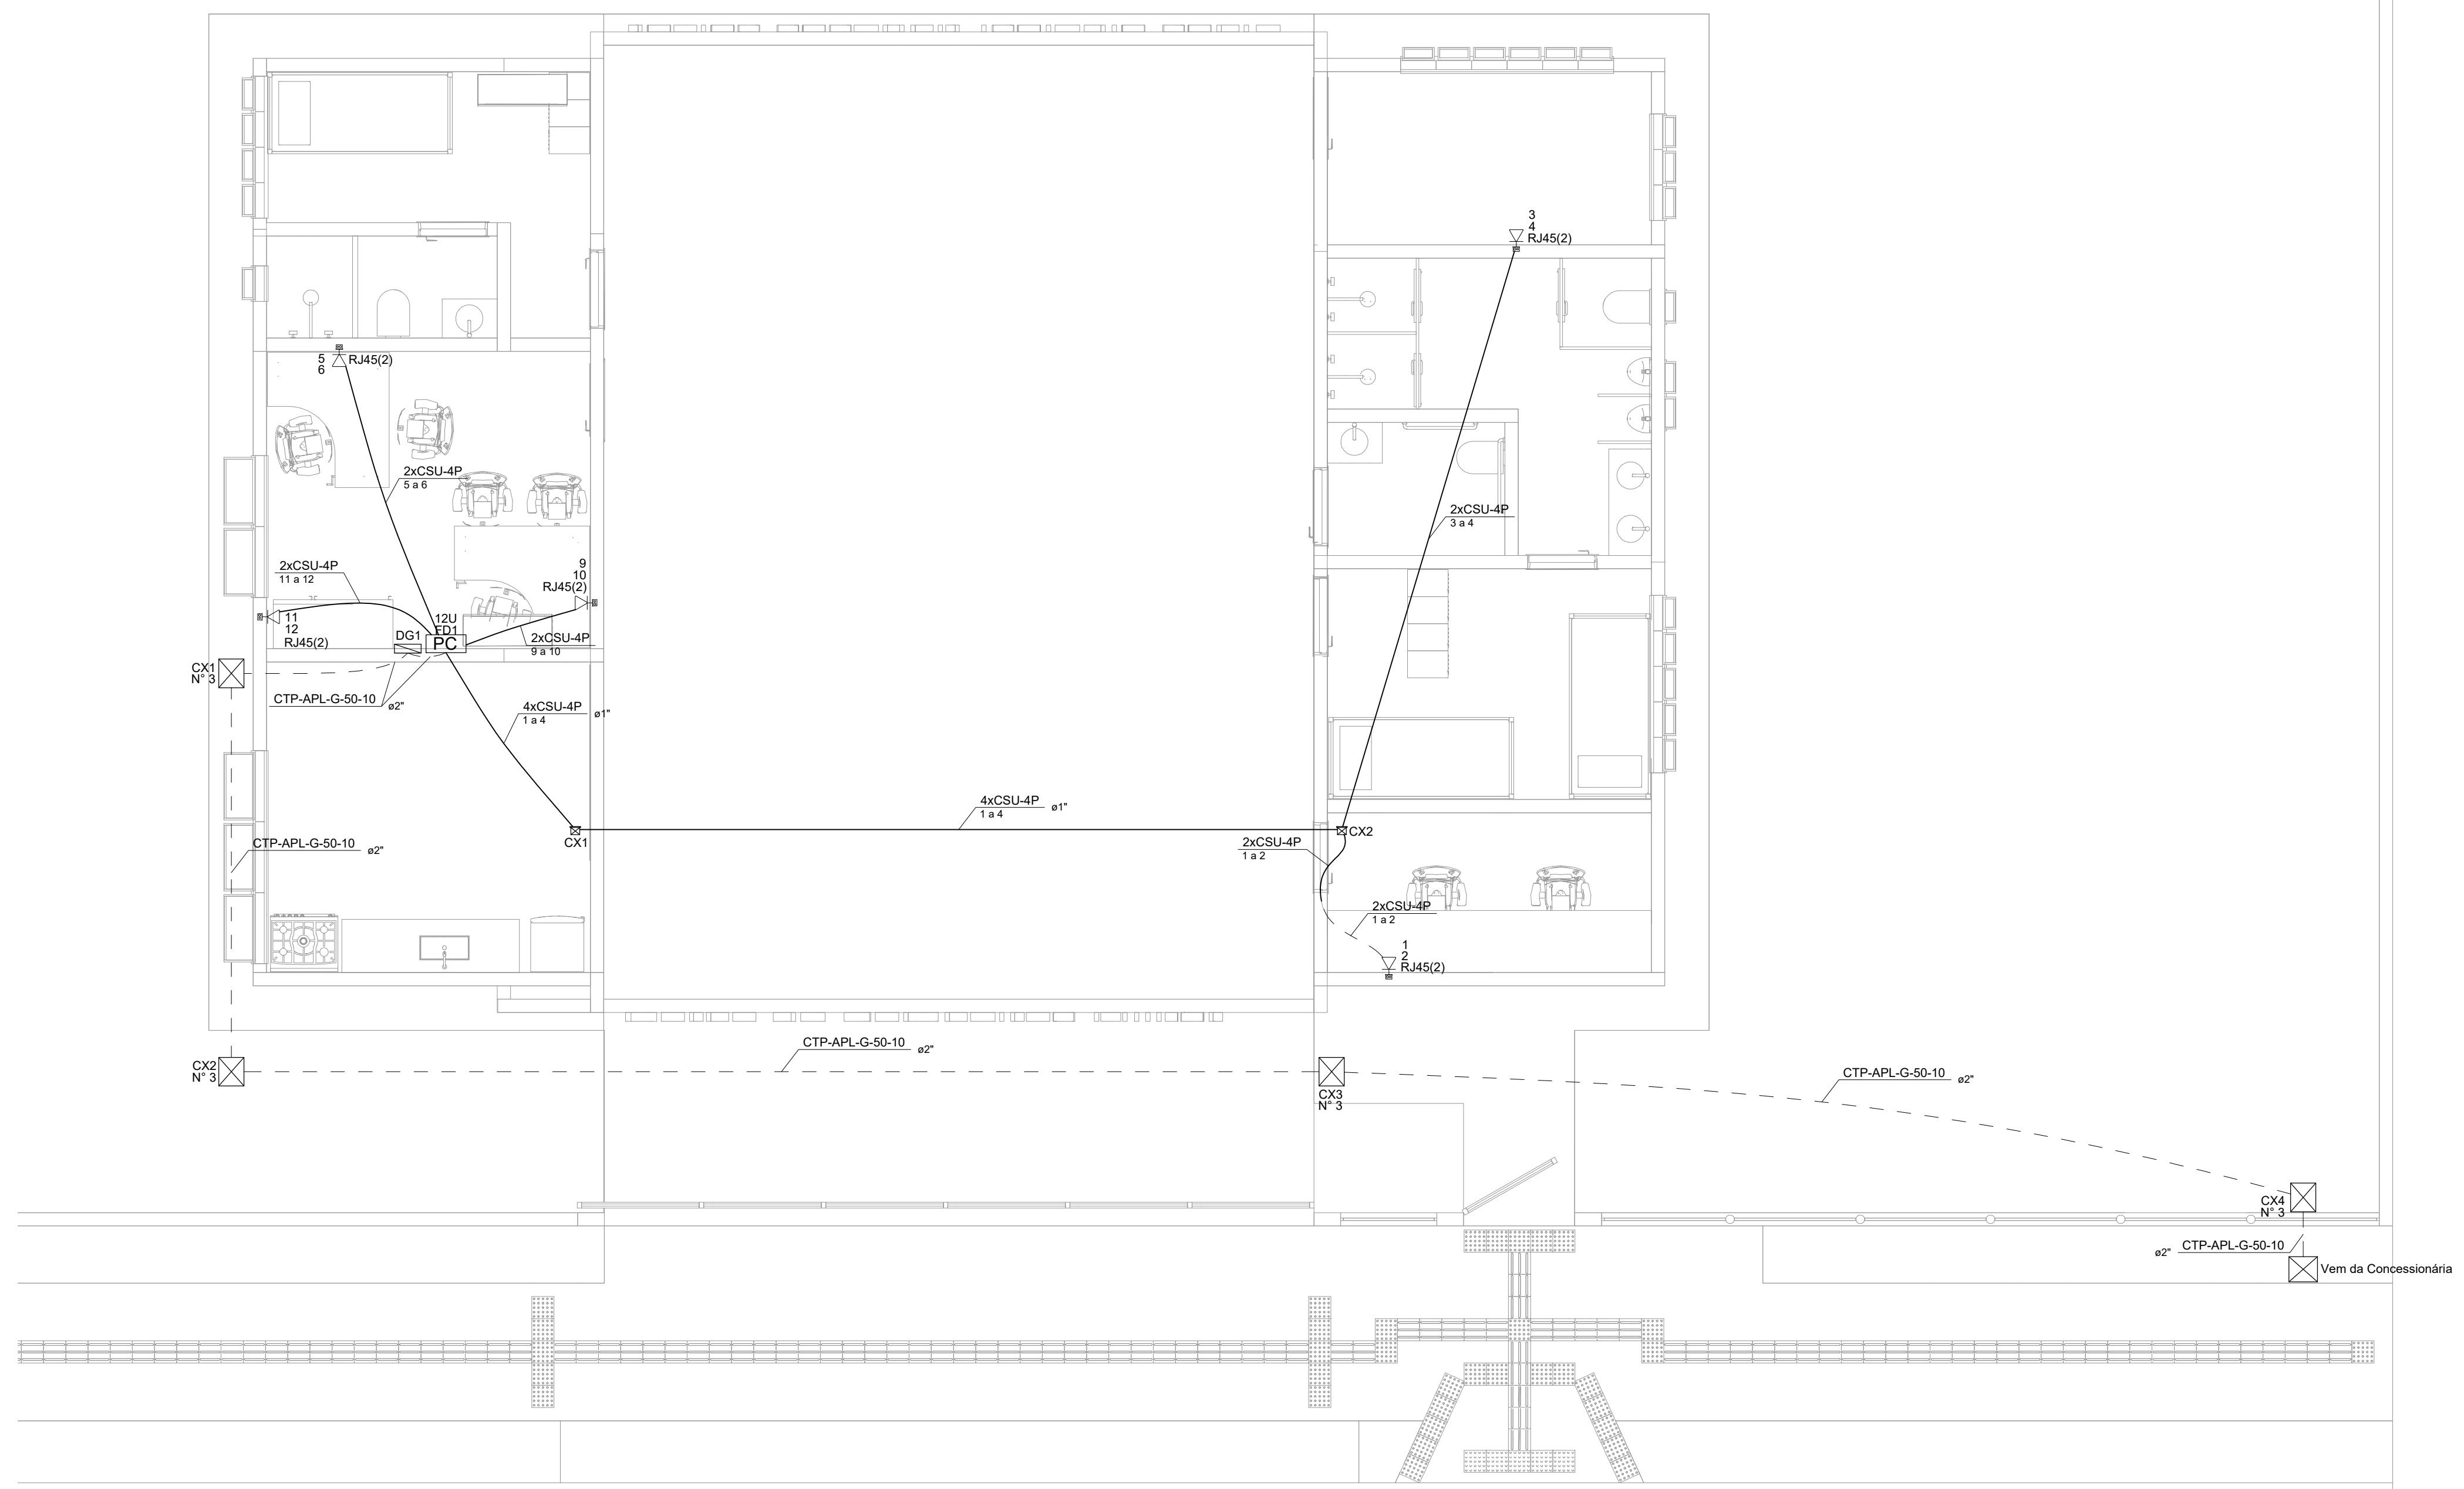 3
4
RJ45(2)
5
6
RJ45(2)
2xCSU-4P
5 a 6
2xCSU-4P
3 a 4
2xCSU-4P
11 a 12
9
10
RJ45(2)
11
12
RJ45(2)
DG1
12U
FD1
PC
2xCSU-4P
9 a 10
CX1
N° 3
CTP-APL-G-50-10
ø2"
4xCSU-4P
1 a 4
ø1"
4xCSU-4P
1 a 4
ø1"
CX1
CX2
CTP-APL-G-50-10
ø2"
2xCSU-4P
1 a 2
2xCSU-4P
1 a 2
1
2
RJ45(2)
CX2
N° 3
CTP-APL-G-50-10
ø2"
CX3
N° 3
CTP-APL-G-50-10
ø2"
CX4
N° 3
ø2"
CTP-APL-G-50-10
Vem da Concessionária